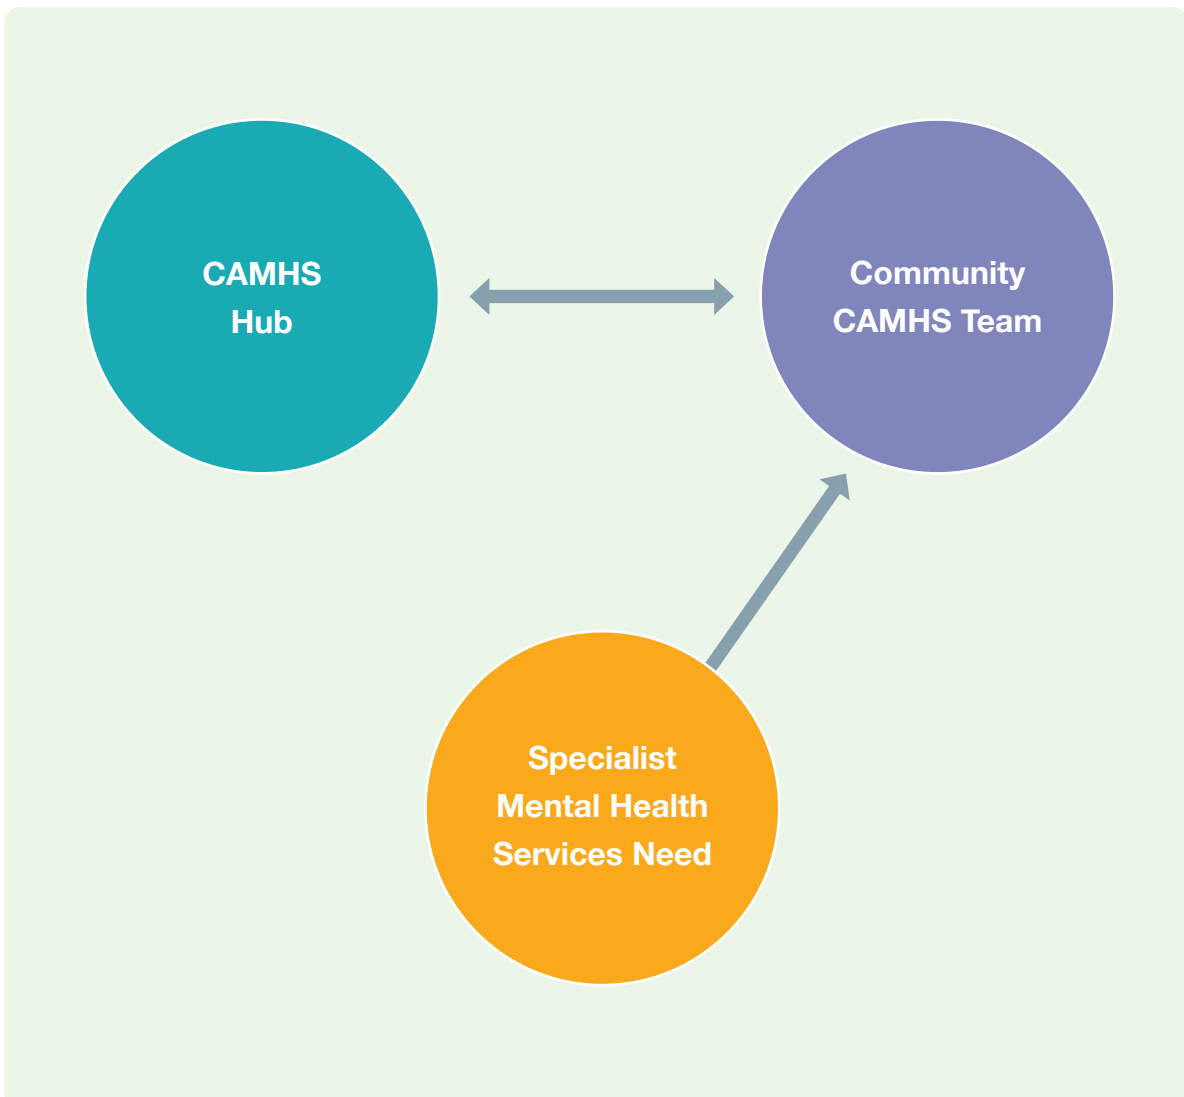 CAMHS
Hub
Community
CAMHS Team
Specialist
Mental Health
Services Need